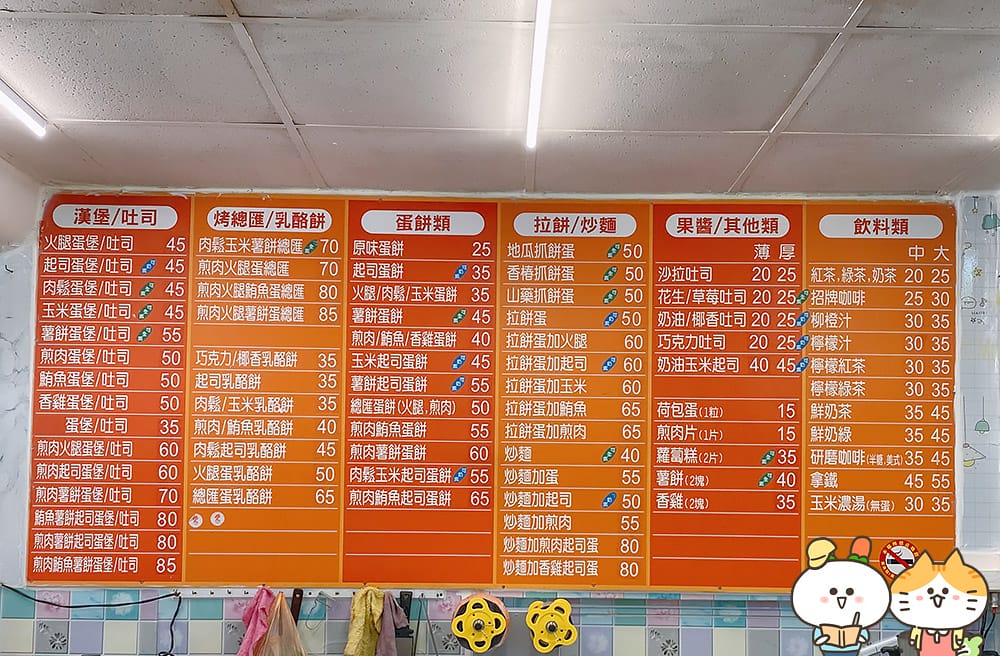 漢堡/吐司
火腿蛋堡/吐司 45
起司蛋堡/吐司 45
肉鬆蛋堡/吐司 45
玉米蛋堡/吐司 45
薯餅蛋堡/吐司 55
煎肉蛋堡/吐司 50
鮪魚蛋堡/吐司 50
香雞蛋堡/吐司 50
蛋堡/吐司 35
煎肉火腿蛋堡/吐司 60
煎肉起司蛋堡/吐司 60
煎肉薯餅蛋堡/吐司 70
鮪魚薯餅起司蛋堡/吐司 80
煎肉薯餅起司蛋堡/吐司 80
煎肉鮪魚薯餅蛋堡/吐司 85
烤總匯/乳酪餅
肉鬆玉米薯餅總匯 70
煎肉火腿蛋總匯 70
煎肉火腿鮪魚蛋總匯 80
煎肉火腿薯餅蛋總匯 85
巧克力/椰香乳酪餅 35
起司乳酪餅 35
肉鬆/玉米乳酪餅 35
煎肉/鮪魚乳酪餅 40
肉鬆起司乳酪餅 45
火腿蛋乳酪餅 50
總匯蛋乳酪餅 65
蛋餅類
原味蛋餅 25
起司蛋餅 35
火腿/肉鬆/玉米蛋餅 35
薯餅蛋餅 45
煎肉/鮪魚/香雞蛋餅 40
玉米起司蛋餅 45
薯餅起司蛋餅 55
總匯蛋餅(火腿,煎肉) 50
煎肉鮪魚蛋餅 55
煎肉薯餅蛋餅 60
肉鬆玉米起司蛋餅 55
煎肉鮪魚起司蛋餅 65
拉餅/炒麵
地瓜抓餅蛋 50
香椿抓餅蛋 50
山藥抓餅蛋 50
拉餅蛋 50
拉餅蛋加火腿 60
拉餅蛋加起司 60
拉餅蛋加玉米 60
拉餅蛋加鮪魚 65
拉餅蛋加煎肉 65
炒麵 40
炒麵加蛋 55
炒麵加起司 50
炒麵加煎肉 55
炒麵加煎肉起司蛋 80
炒麵加香雞起司蛋 80
果醬/其他類
薄 厚
沙拉吐司 20 25
花生/草莓吐司 20 25
奶油/椰香吐司 20 25
巧克力吐司 20 25
奶油玉米起司 40 45
荷包蛋(1粒) 15
煎肉片(1片) 15
蘿蔔糕(2片) 35
薯餅(2塊) 40
香雞(2塊) 35
飲料類
中 大
紅茶,綠茶,奶茶 20 25
招牌咖啡 25 30
柳橙汁 30 35
檸檬汁 30 35
檸檬紅茶 30 35
檸檬綠茶 30 35
鮮奶茶 35 45
鮮奶綠 35 45
研磨咖啡(半糖,美式) 35 45
拿鐵 45 55
玉米濃湯(無蛋) 30 35